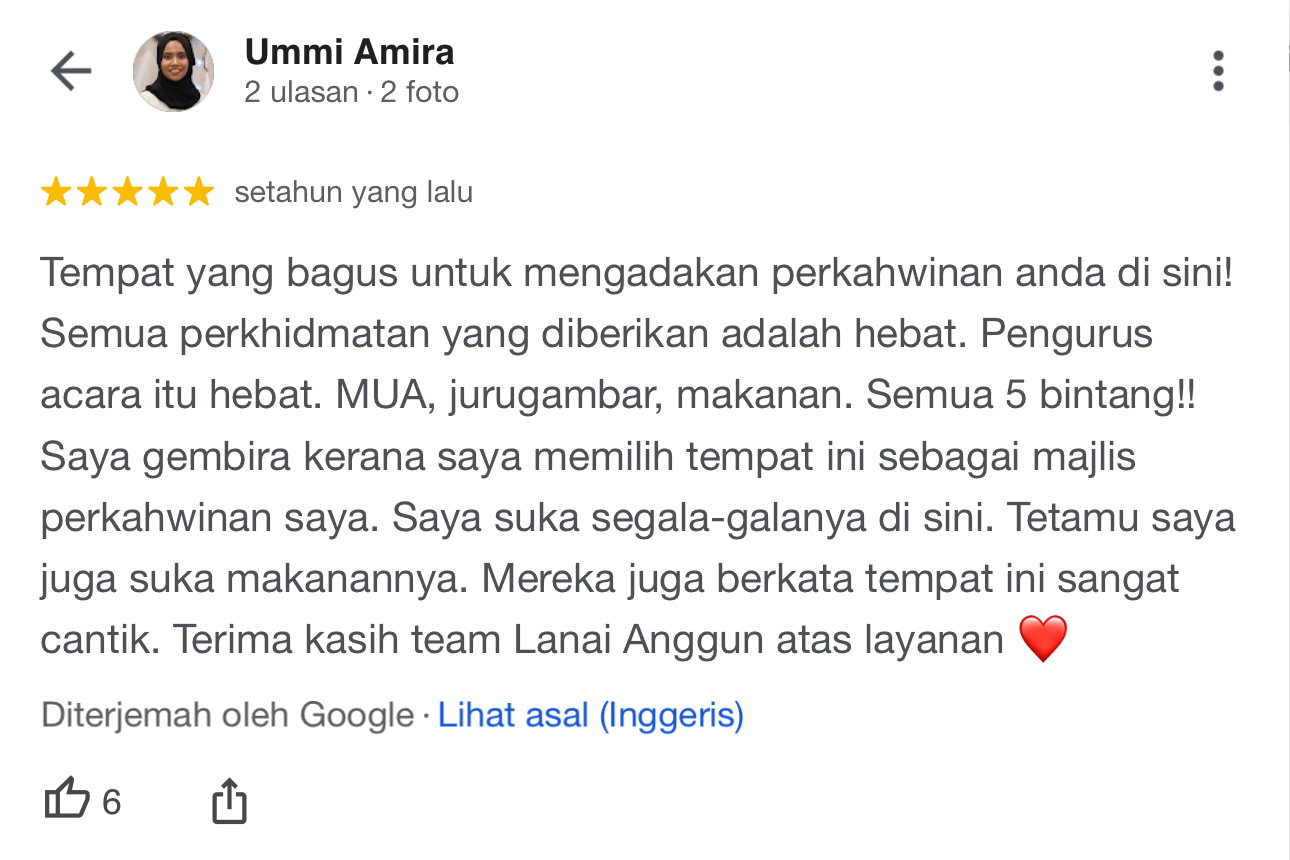 Ummi Amira
2 ulasan · 2 foto
setahun yang lalu
Tempat yang bagus untuk mengadakan perkahwinan anda di sini!
Semua perkhidmatan yang diberikan adalah hebat. Pengurus
acara itu hebat. MUA, jurugambar, makanan. Semua 5 bintang!!
Saya gembira kerana saya memilih tempat ini sebagai majlis
perkahwinan saya. Saya suka segala-galanya di sini. Tetamu saya
juga suka makanannya. Mereka juga berkata tempat ini sangat
cantik. Terima kasih team Lanai Anggun atas layanan ❤️
Diterjemah oleh Google · Lihat asal (Inggeris)
6